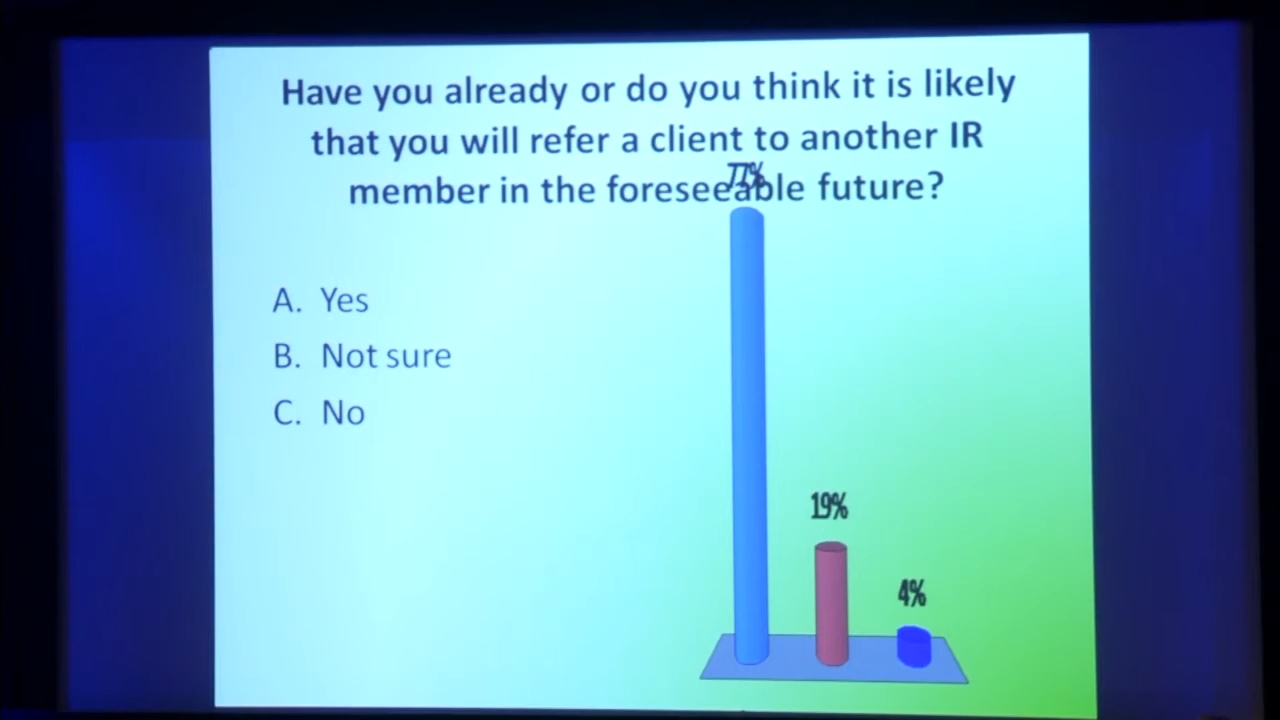 Have you already or do you think it is likely
that you will refer a client to another IR
member in the foreseeable future?
77%
A. Yes
B. Not sure
C. No
19%
4%